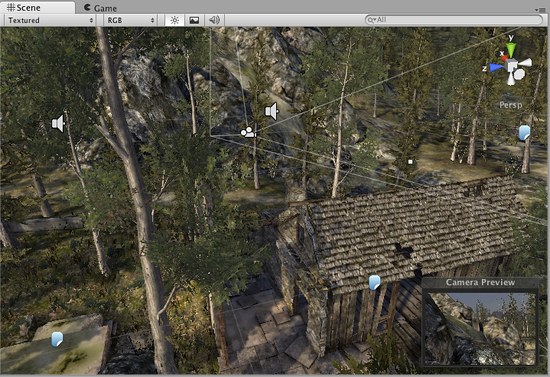 Scene
Game
Textured
RGB
All
y
x
z
Persp
Camera Preview